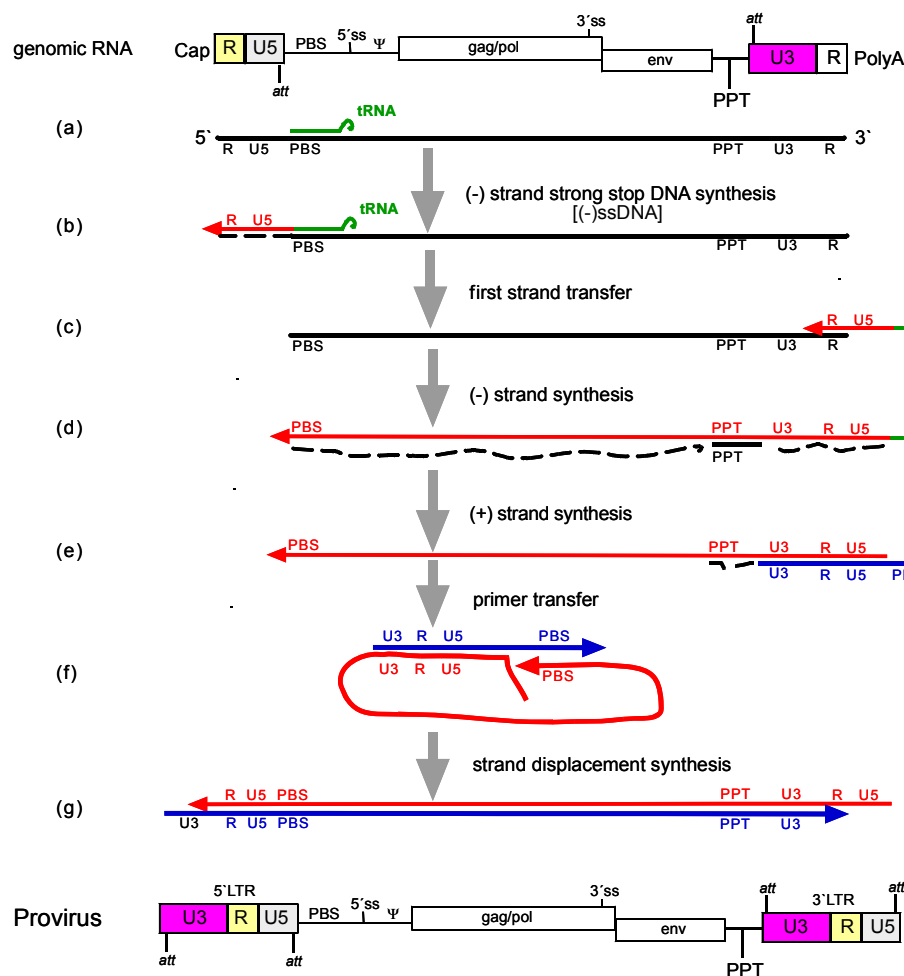 att
5´ss 3´ss
genomic RNA Cap R U5 PBS Ψ gag/pol env U3 R PolyA
att PPT
tRNA
(a) 5` 3`
R U5 PBS PPT U3 R
(-) strand strong stop DNA synthesis
[(-)ssDNA]
tRNA
(b) R U5
PBS PPT U3 R
first strand transfer
(c) R U5
PBS PPT U3 R
(-) strand synthesis
(d) PBS PPT U3 R U5
PPT
(+) strand synthesis
(e) PBS PPT U3 R U5
U3 R U5 P
primer transfer
U3 R U5 PBS
(f) U3 R U5 PBS
strand displacement synthesis
(g) R U5 PBS PPT U3 R U5
U3 R U5 PBS PPT U3
5`LTR 3´ss att 3`LTR att
Provirus U3 R U5 PBS 5´ss Ψ gag/pol env U3 R U5
att att PPT